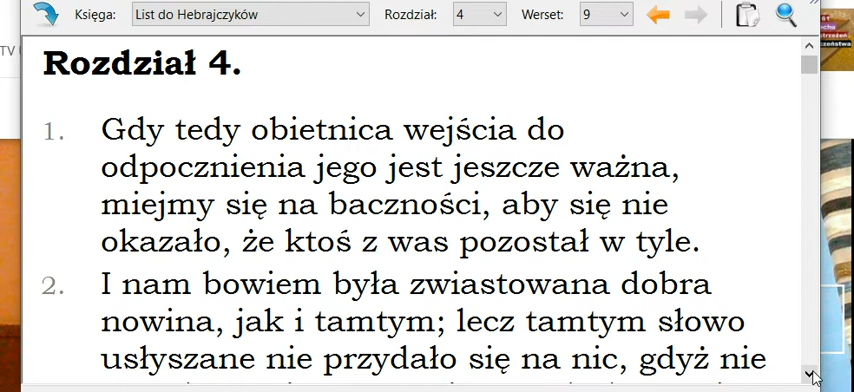 Księga: List do Hebrajczyków Rozdział: 4 Werset: 9
TV
Rozdział 4.
1. Gdy tedy obietnica wejścia do
odpocznienia jego jest jeszcze ważna,
miejmy się na baczności, aby się nie
okazało, że ktoś z was pozostał w tyle.
2. I nam bowiem była zwiastowana dobra
nowina, jak i tamtym; lecz tamtym słowo
usłyszane nie przydało się na nic, gdyż nie